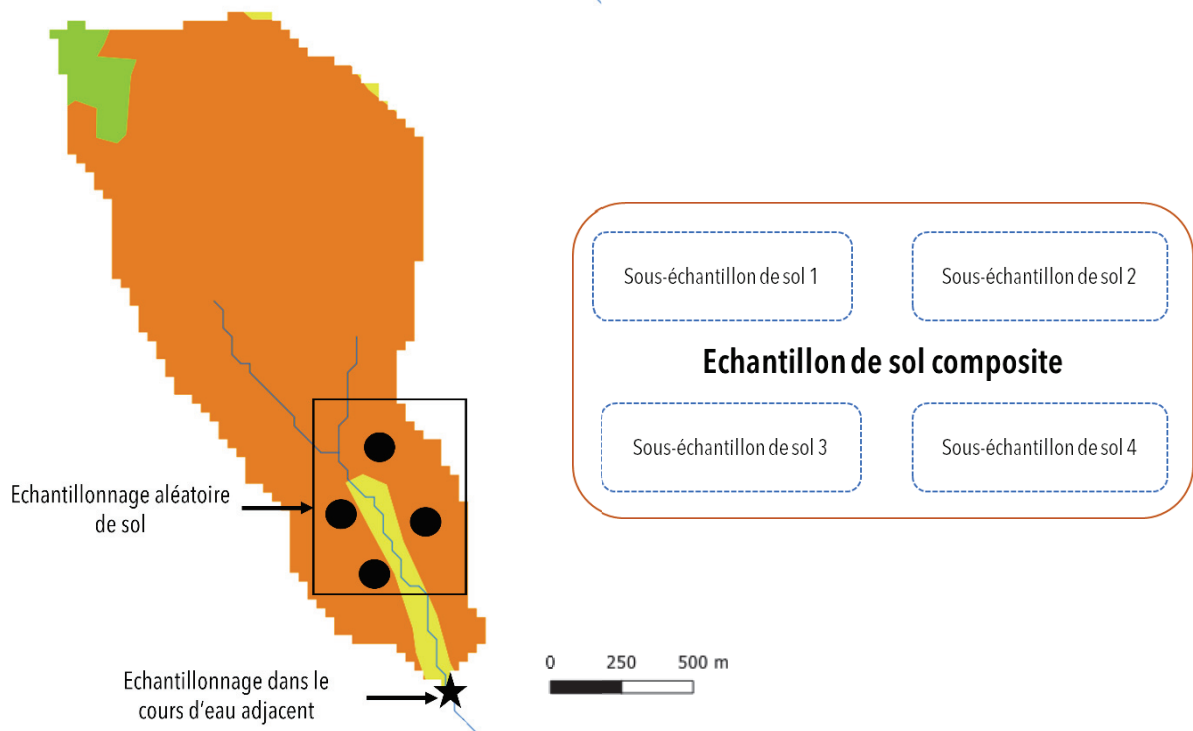 Sous-échantillon de sol 1
Sous-échantillon de sol 2
Echantillon de sol composite
Sous-échantillon de sol 3
Sous-échantillon de sol 4
Echantillonnage aléatoire
de sol
Echantillonnage dans le
cours d'eau adjacent
0 250 500 m